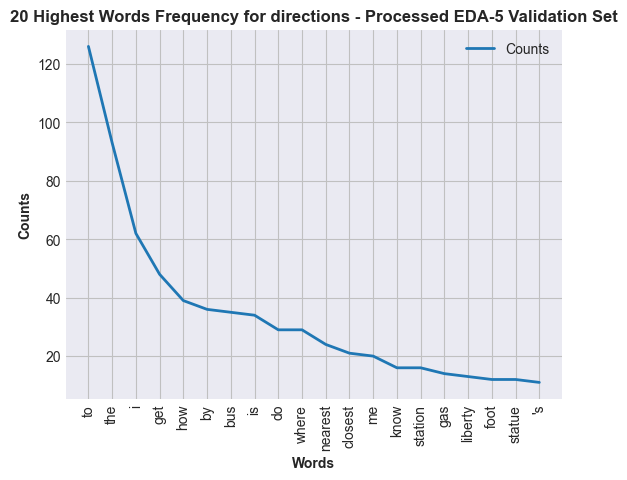 20 Highest Words Frequency for directions - Processed EDA-5 Validation Set
Counts
120
100
80
60
40
20
Counts
to
the
i
get
how
by
bus
is
do
where
nearest
closest
me
know
station
gas
liberty
foot
statue
's
Words